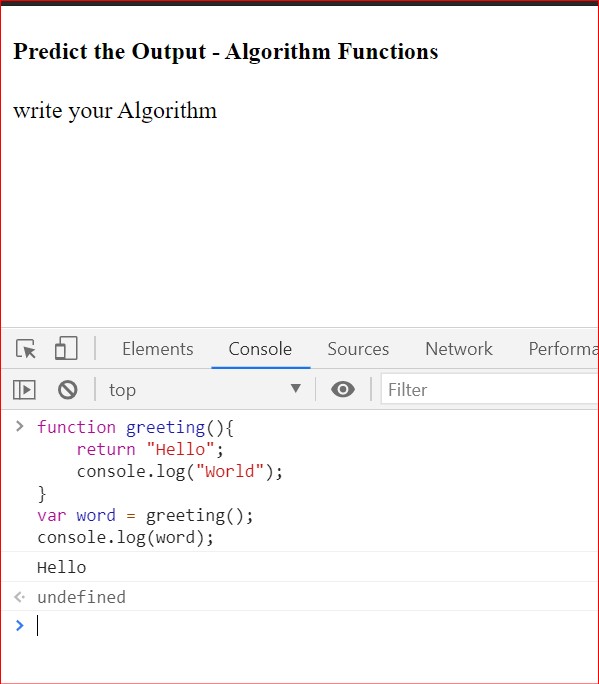 Predict the Output - Algorithm Functions
write your Algorithm
Elements Console Sources Network Performa
top Filter
function greeting(){
    return "Hello";
    console.log("World");
}
var word = greeting();
console.log(word);
Hello
undefined